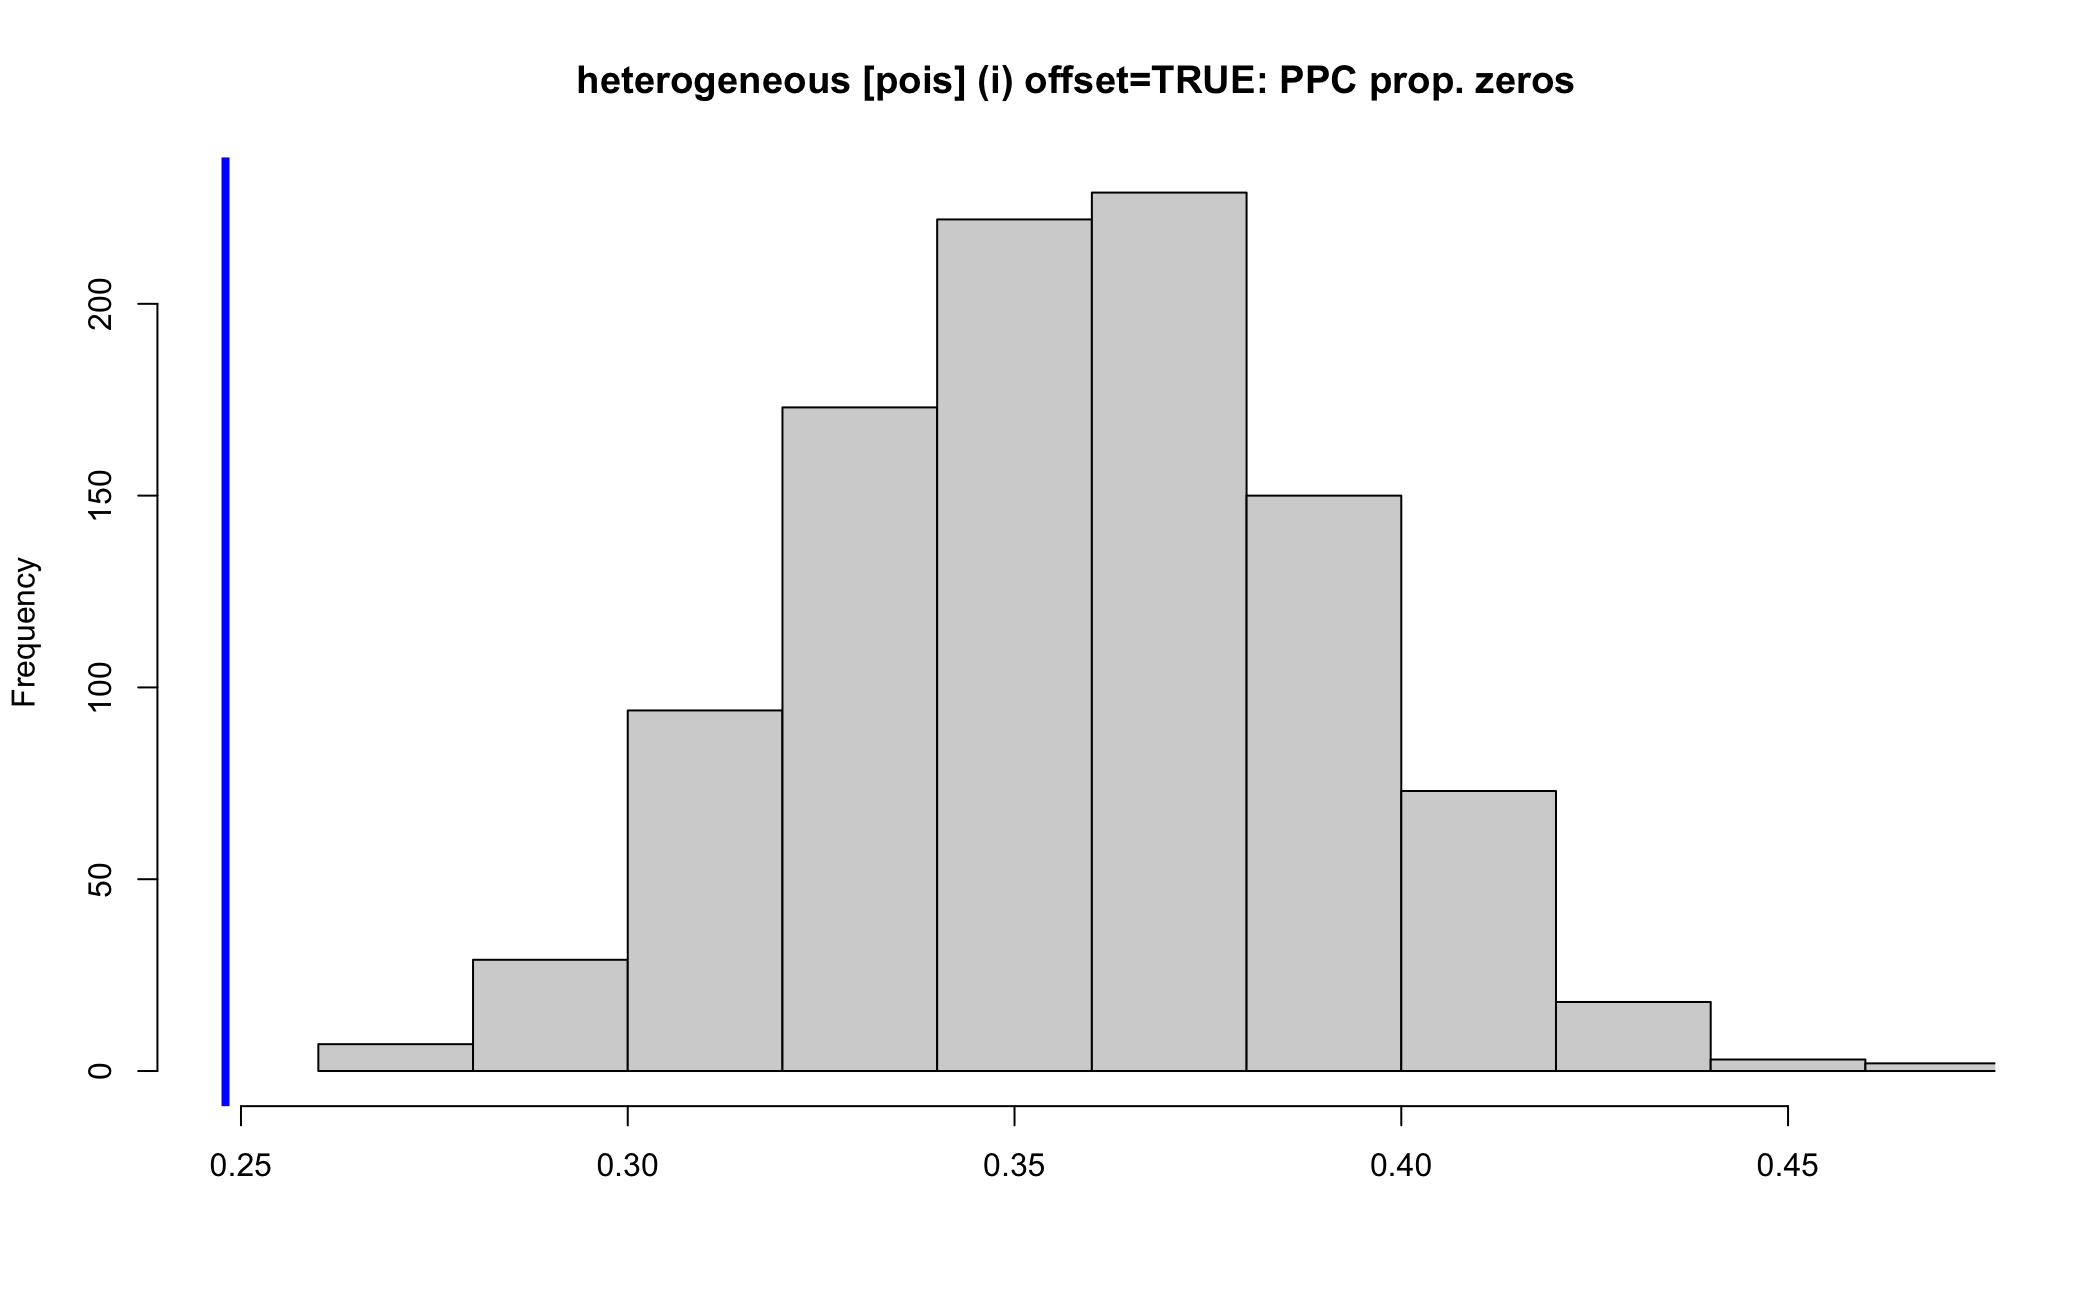 heterogeneous [pois] (i) offset=TRUE: PPC prop. zeros
Frequency
200
150
100
50
0
0.25 0.30 0.35 0.40 0.45